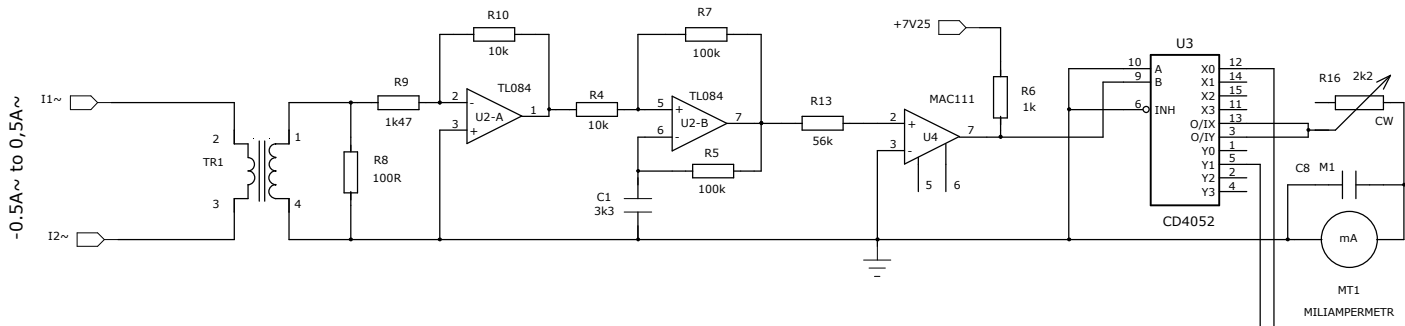 -0.5A~ to 0,5A~
I1~
I2~
2
3
TR1
1
4
R8
100R
R9
1k47
R10
10k
TL084
2
-
3
+
U2-A
1
R4
10k
R7
100k
TL084
5
+
6
-
U2-B
7
R5
100k
C1
3k3
R13
56k
+7V25
MAC111
2
+
3
-
U4
7
5
6
R6
1k
U3
10
A
9
B
6
INH
X0
12
X1
14
X2
15
X3
11
O/IX
13
O/IY
3
Y0
1
Y1
5
Y2
2
Y3
4
CD4052
R16
2k2
CW
C8
M1
mA
MT1
MILIAMPERMETR